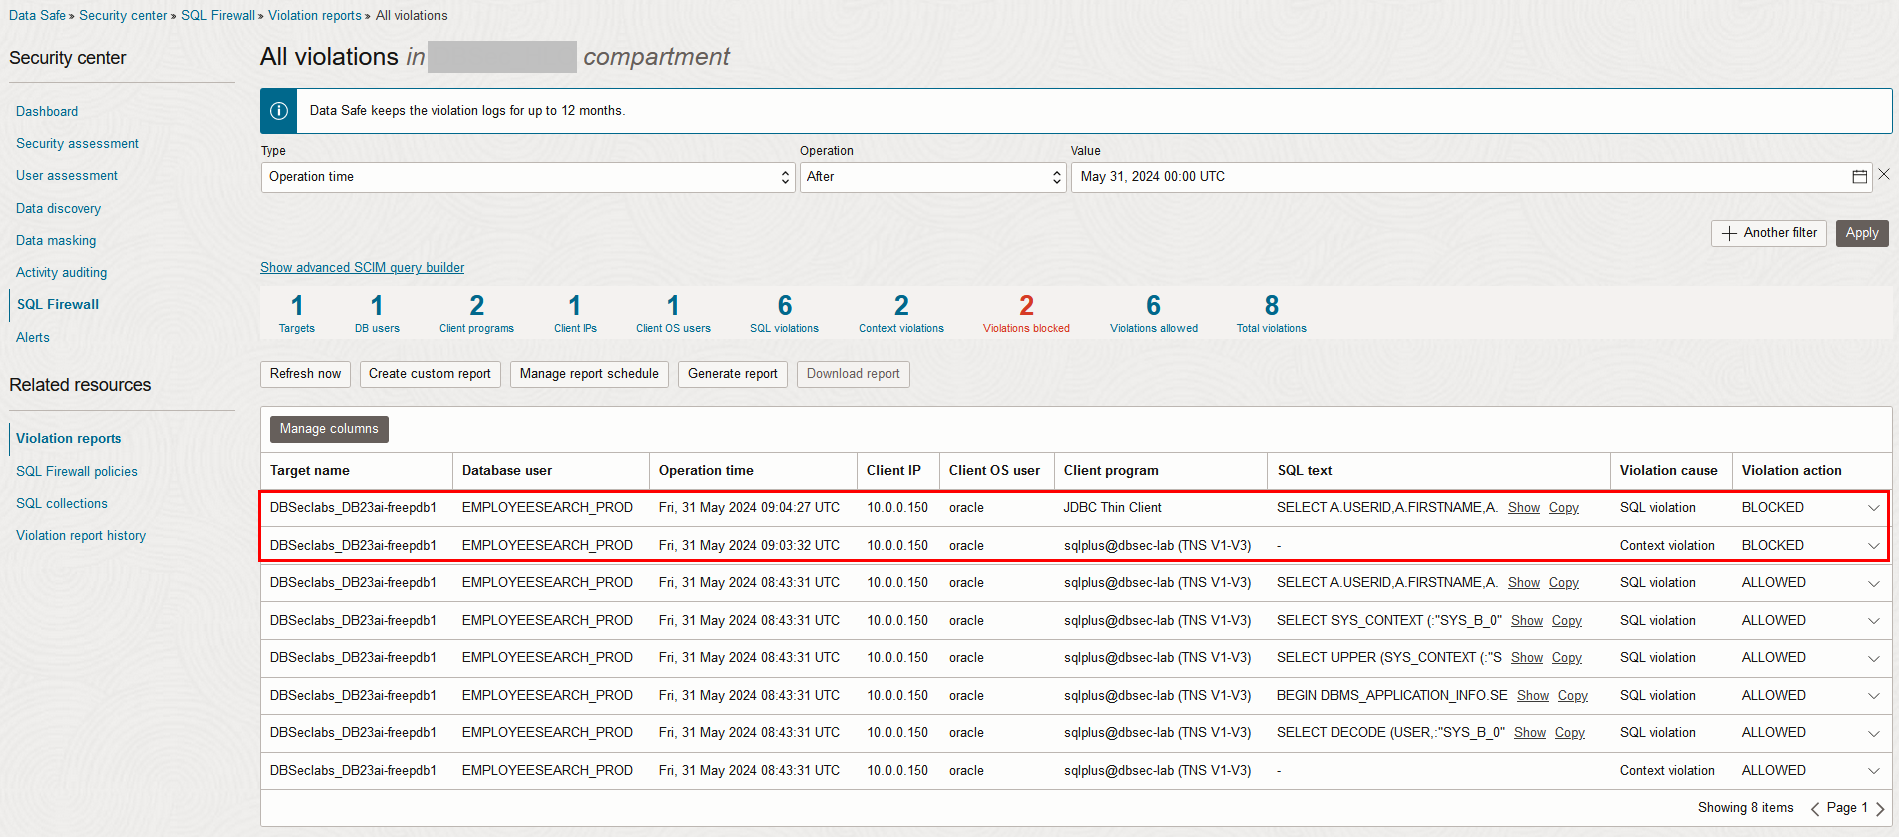 Data Safe » Security center » SQL Firewall » Violation reports » All violations
Security center
Dashboard
Security assessment
User assessment
Data discovery
Data masking
Activity auditing
SQL Firewall
Alerts
Related resources
Violation reports
SQL Firewall policies
SQL collections
Violation report history
All violations in compartment
Data Safe keeps the violation logs for up to 12 months.
Type Operation Value
Operation time After May 31, 2024 00:00 UTC
Another filter Apply
Show advanced SCIM query builder
1 1 2 1 1 6 2 2 6 8
Targets DB users Client programs Client IPs Client OS users SQL violations Context violations Violations blocked Violations allowed Total violations
Refresh now Create custom report Manage report schedule Generate report Download report
Manage columns
Target name Database user Operation time Client IP Client OS user Client program SQL text Violation cause Violation action
DBSeclabs_DB23ai-freepdb1 EMPLOYEESEARCH_PROD Fri, 31 May 2024 09:04:27 UTC 10.0.0.150 oracle JDBC Thin Client SELECT A.USERID,A.FIRSTNAME,A. Show Copy SQL violation BLOCKED
DBSeclabs_DB23ai-freepdb1 EMPLOYEESEARCH_PROD Fri, 31 May 2024 09:03:32 UTC 10.0.0.150 oracle sqlplus@dbsec-lab (TNS V1-V3) - Context violation BLOCKED
DBSeclabs_DB23ai-freepdb1 EMPLOYEESEARCH_PROD Fri, 31 May 2024 08:43:31 UTC 10.0.0.150 oracle sqlplus@dbsec-lab (TNS V1-V3) SELECT A.USERID,A.FIRSTNAME,A. Show Copy SQL violation ALLOWED
DBSeclabs_DB23ai-freepdb1 EMPLOYEESEARCH_PROD Fri, 31 May 2024 08:43:31 UTC 10.0.0.150 oracle sqlplus@dbsec-lab (TNS V1-V3) SELECT SYS_CONTEXT (:"SYS_B_0" Show Copy SQL violation ALLOWED
DBSeclabs_DB23ai-freepdb1 EMPLOYEESEARCH_PROD Fri, 31 May 2024 08:43:31 UTC 10.0.0.150 oracle sqlplus@dbsec-lab (TNS V1-V3) SELECT UPPER (SYS_CONTEXT (:"S Show Copy SQL violation ALLOWED
DBSeclabs_DB23ai-freepdb1 EMPLOYEESEARCH_PROD Fri, 31 May 2024 08:43:31 UTC 10.0.0.150 oracle sqlplus@dbsec-lab (TNS V1-V3) BEGIN DBMS_APPLICATION_INFO.SE Show Copy SQL violation ALLOWED
DBSeclabs_DB23ai-freepdb1 EMPLOYEESEARCH_PROD Fri, 31 May 2024 08:43:31 UTC 10.0.0.150 oracle sqlplus@dbsec-lab (TNS V1-V3) SELECT DECODE (USER,:"SYS_B_0" Show Copy SQL violation ALLOWED
DBSeclabs_DB23ai-freepdb1 EMPLOYEESEARCH_PROD Fri, 31 May 2024 08:43:31 UTC 10.0.0.150 oracle sqlplus@dbsec-lab (TNS V1-V3) - Context violation ALLOWED
Showing 8 items Page 1